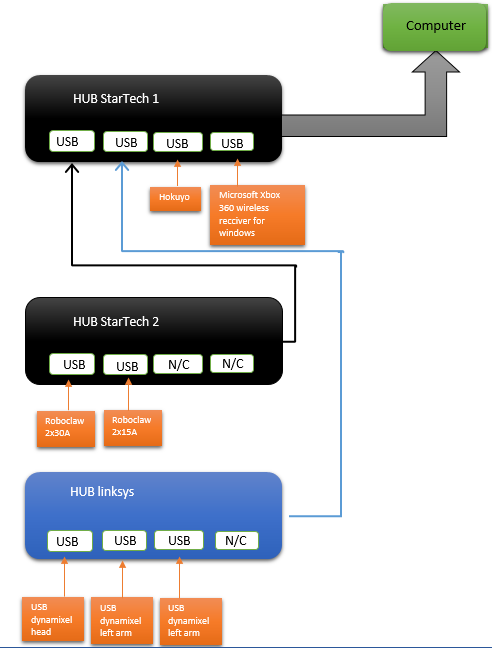 Computer
HUB StarTech 1
USB USB USB USB
Hokuyo
Microsoft Xbox
360 wireless
recciver for
windows
HUB StarTech 2
USB USB N/C N/C
Roboclaw
2x30A
Roboclaw
2x15A
HUB linksys
USB USB USB N/C
USB
dynamixel
head
USB
dynamixel
left arm
USB
dynamixel
left arm